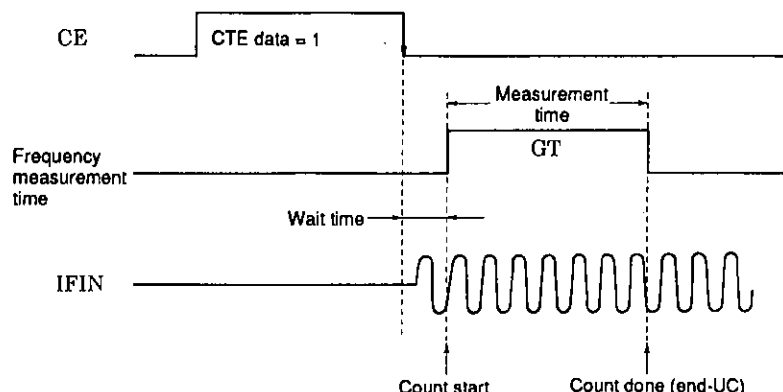 CE
CTE data = 1
Measurement
time
GT
Frequency
measurement
time
Wait time
IFIN
Count start
Count done (end-UC)